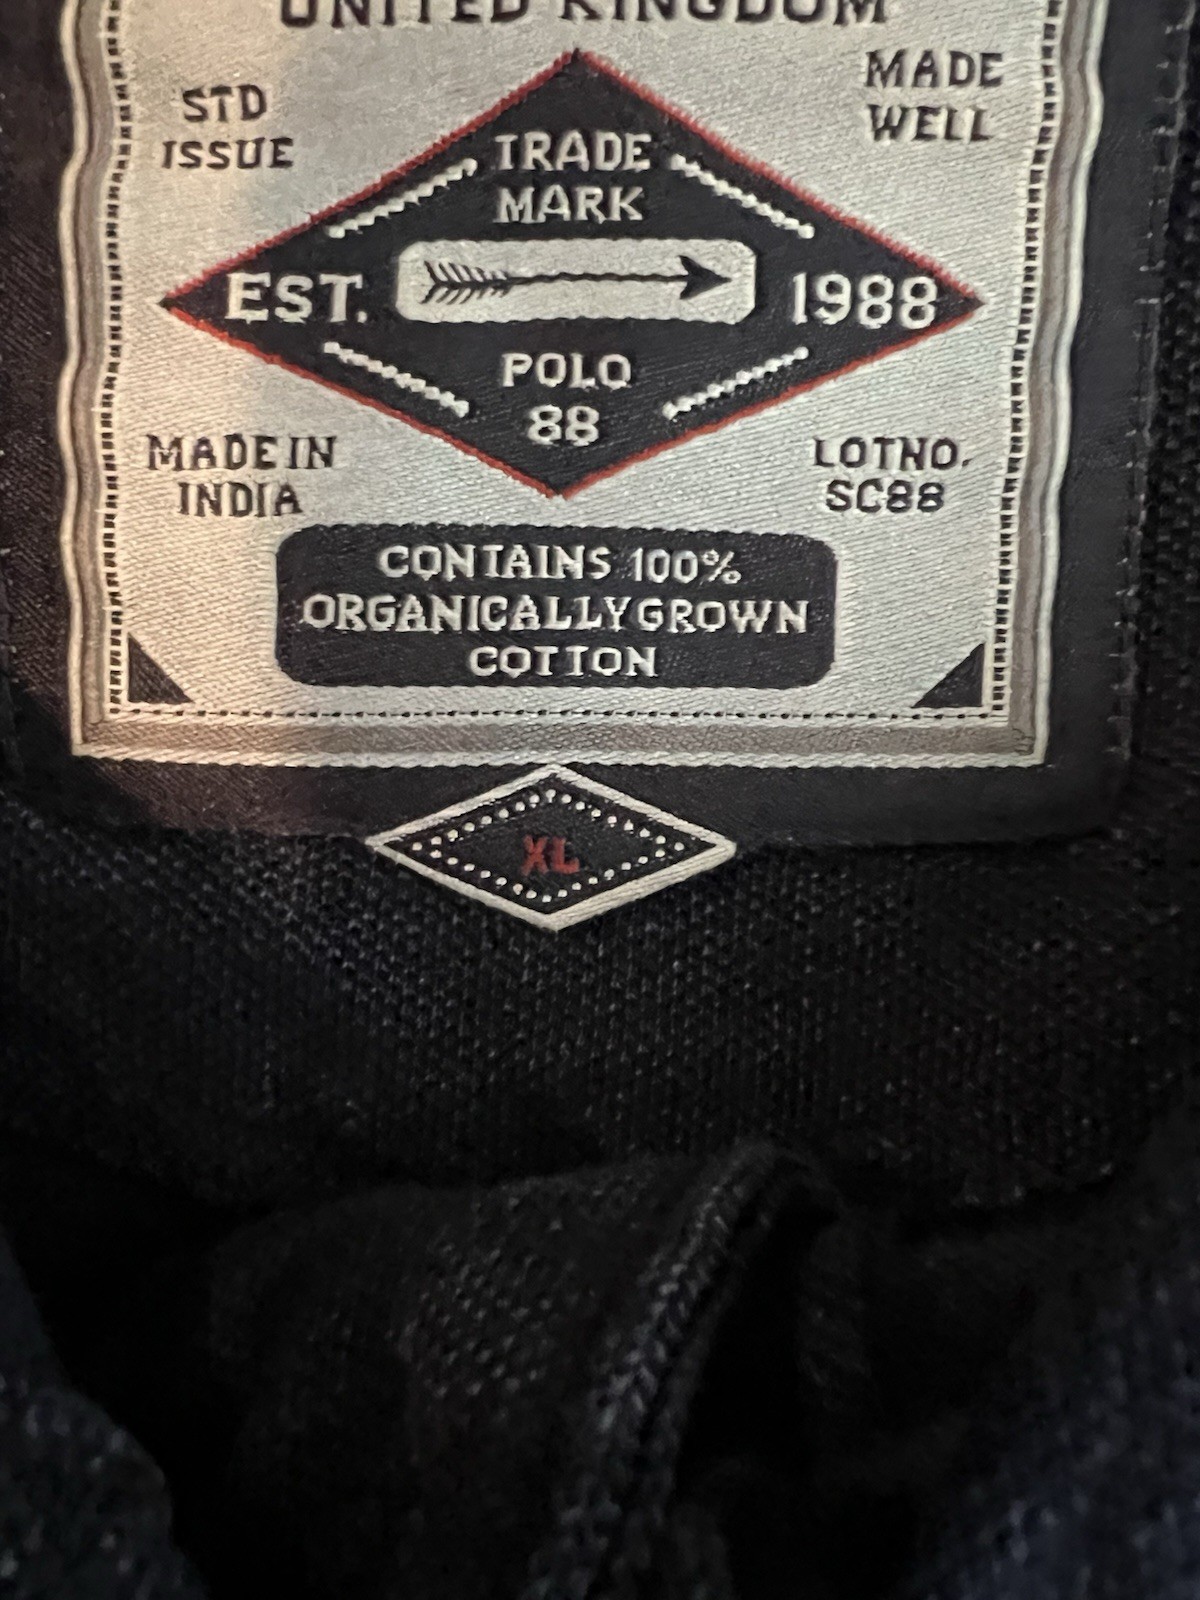 UNITED KINGDOM
STD
ISSUE
MADE
WELL
TRADE
MARK
EST. 1988
POLO
88
MADE IN
INDIA
LOT NO.
SC88
CONTAINS 100%
ORGANICALLY GROWN
COTTON
XL